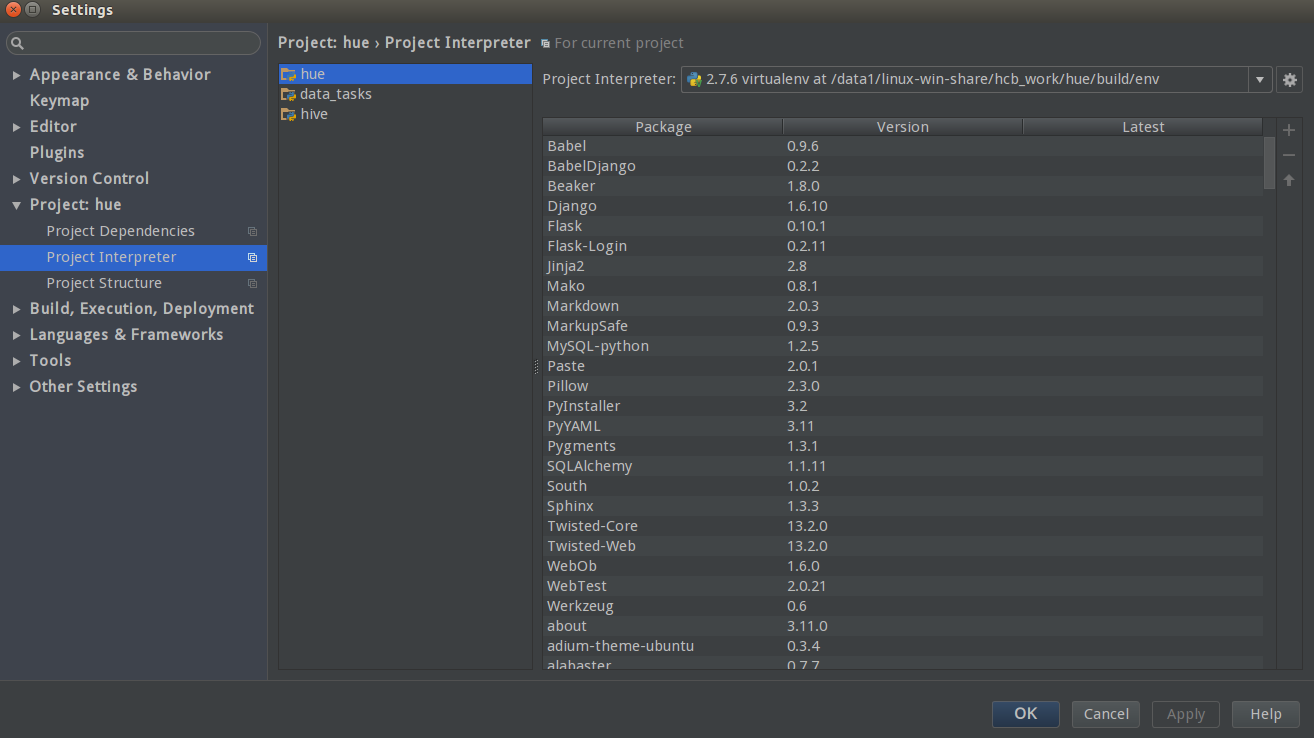 Settings
Project: hue › Project Interpreter For current project
Appearance & Behavior
Keymap
Editor
Plugins
Version Control
Project: hue
Project Dependencies
Project Interpreter
Project Structure
Build, Execution, Deployment
Languages & Frameworks
Tools
Other Settings
hue
data_tasks
hive
Project Interpreter: 2.7.6 virtualenv at /data1/linux-win-share/hcb_work/hue/build/env
Package Version Latest
Babel 0.9.6
BabelDjango 0.2.2
Beaker 1.8.0
Django 1.6.10
Flask 0.10.1
Flask-Login 0.2.11
Jinja2 2.8
Mako 0.8.1
Markdown 2.0.3
MarkupSafe 0.9.3
MySQL-python 1.2.5
Paste 2.0.1
Pillow 2.3.0
PyInstaller 3.2
PyYAML 3.11
Pygments 1.3.1
SQLAlchemy 1.1.11
South 1.0.2
Sphinx 1.3.3
Twisted-Core 13.2.0
Twisted-Web 13.2.0
WebOb 1.6.0
WebTest 2.0.21
Werkzeug 0.6
about 3.11.0
adium-theme-ubuntu 0.3.4
alabaster 0.7.7
OK Cancel Apply Help